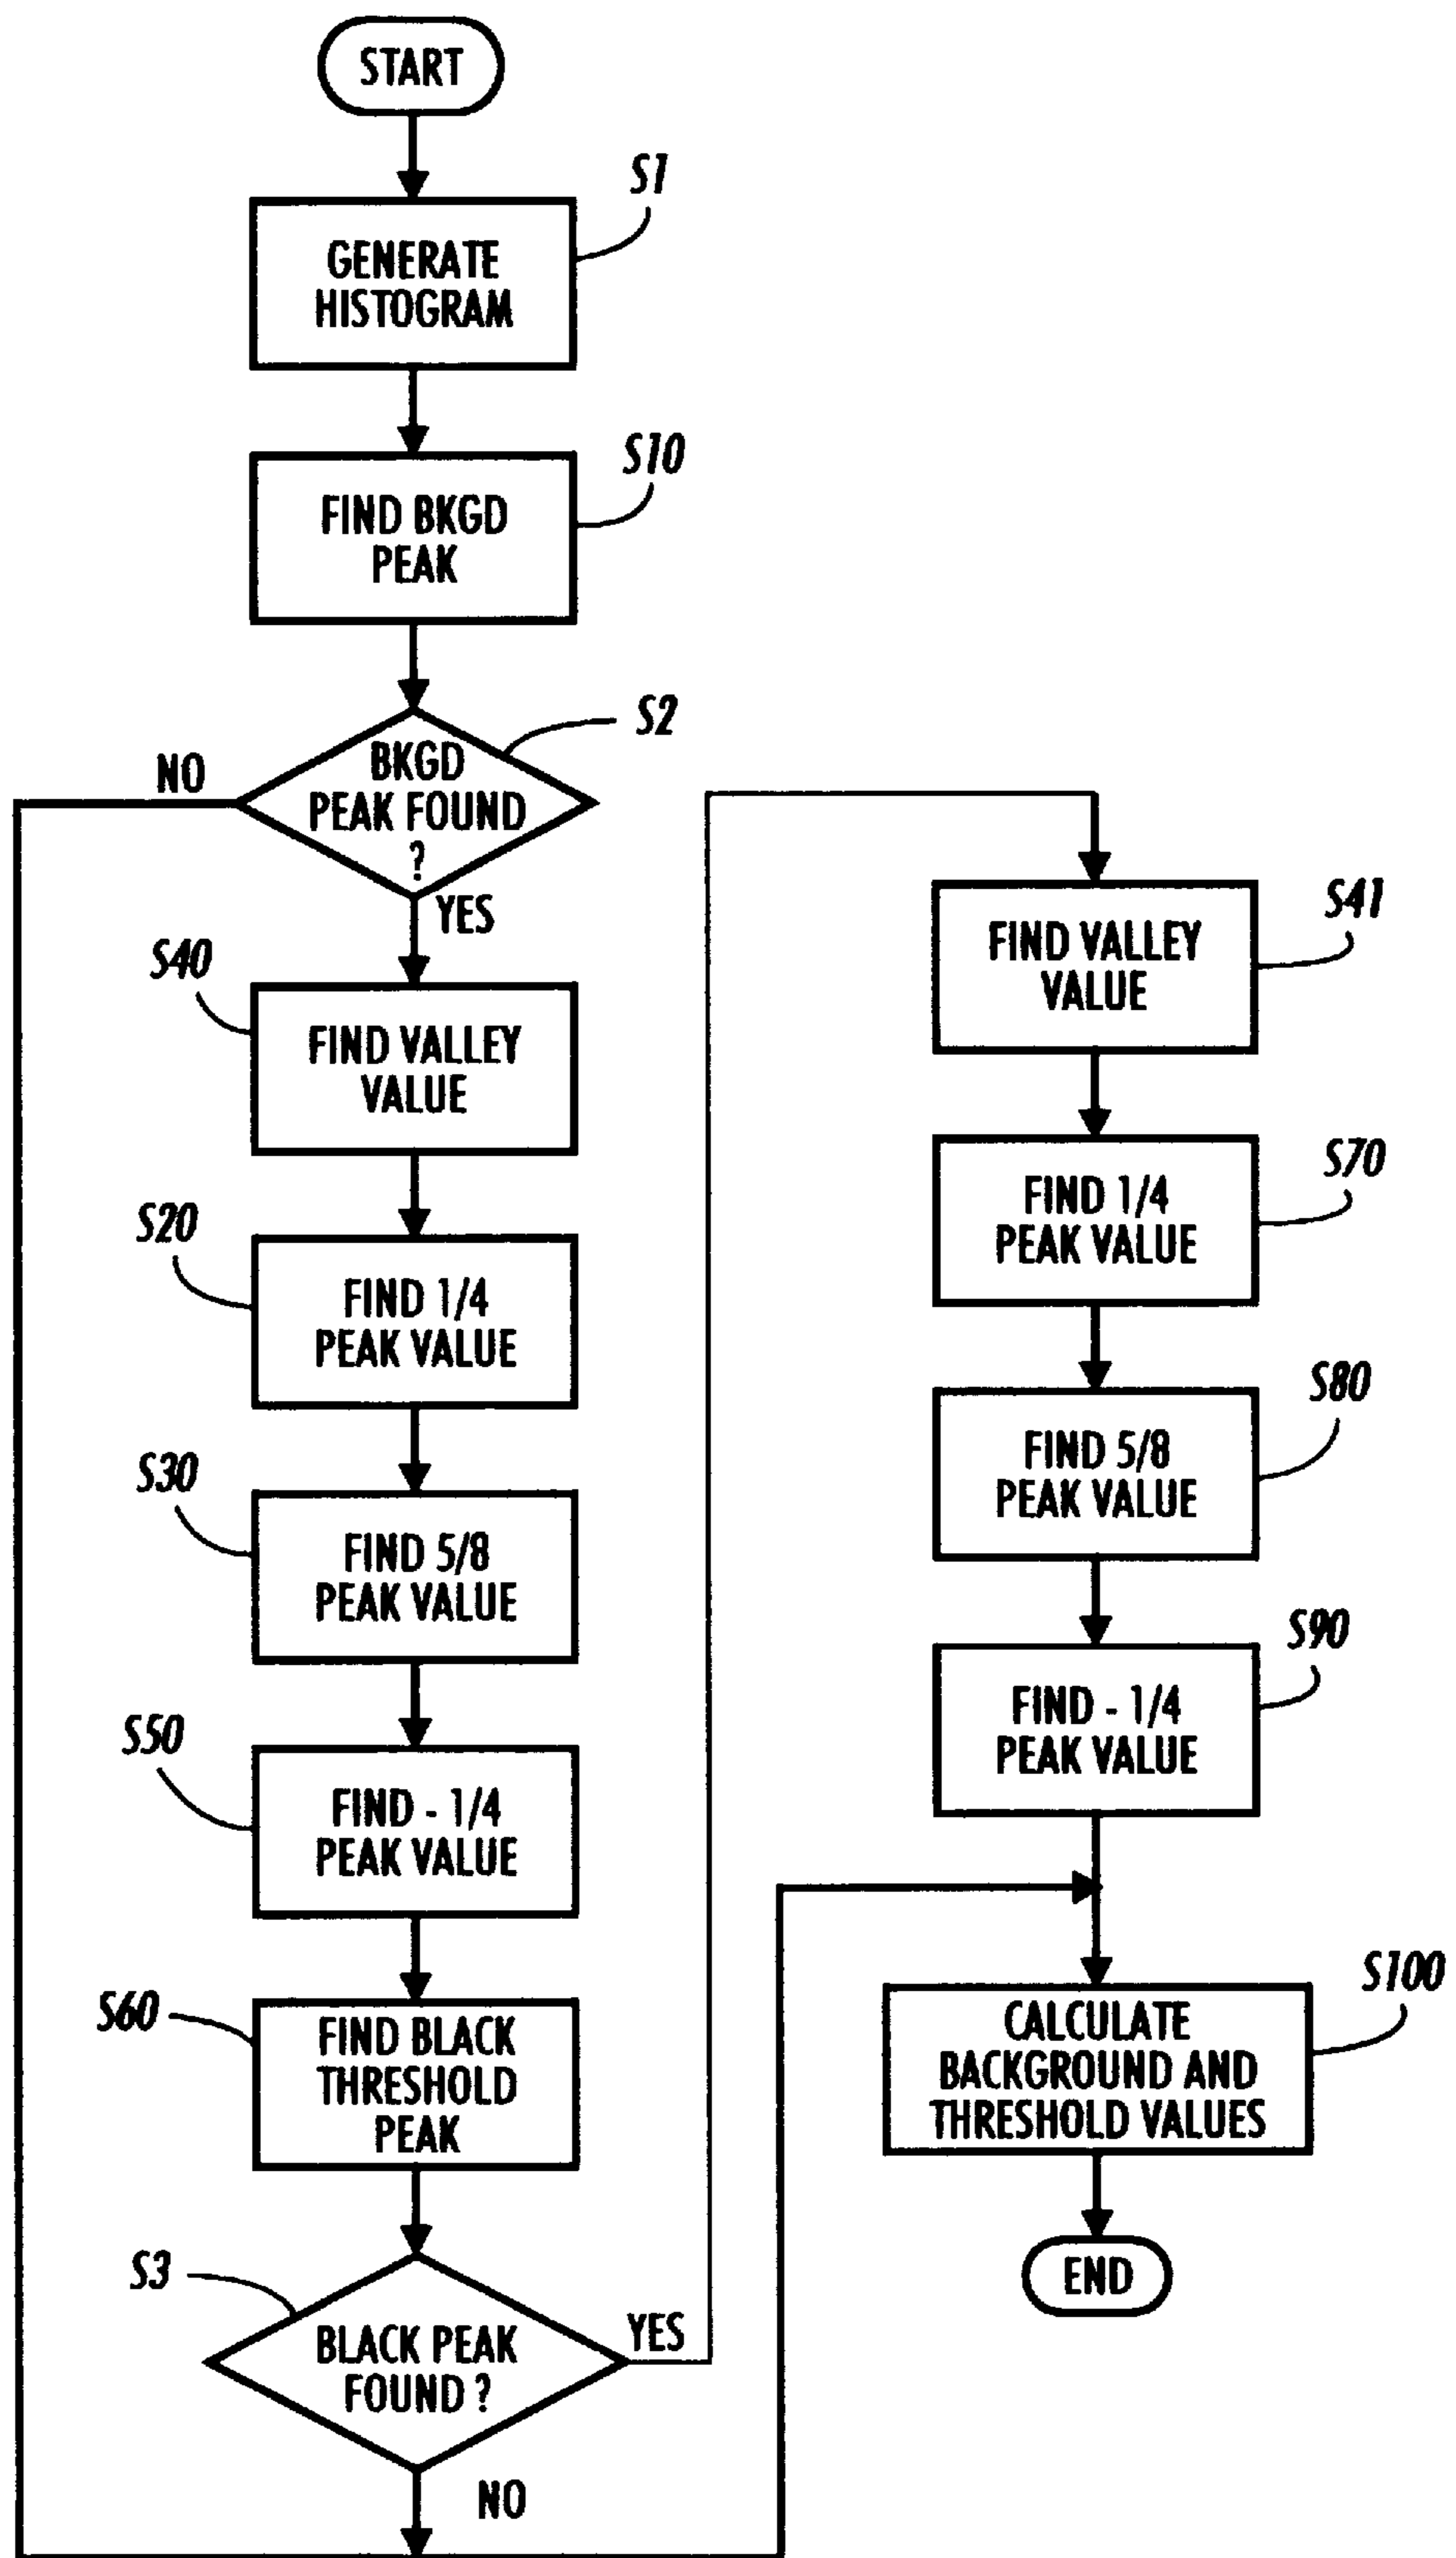 START
S1
GENERATE
HISTOGRAM
S10
FIND BKGD
PEAK
S2
BKGD
PEAK FOUND
?
NO
YES
S40
FIND VALLEY
VALUE
S20
FIND 1/4
PEAK VALUE
S30
FIND 5/8
PEAK VALUE
S50
FIND - 1/4
PEAK VALUE
S60
FIND BLACK
THRESHOLD
PEAK
S3
BLACK PEAK
FOUND ?
YES
NO
S41
FIND VALLEY
VALUE
S70
FIND 1/4
PEAK VALUE
S80
FIND 5/8
PEAK VALUE
S90
FIND - 1/4
PEAK VALUE
S100
CALCULATE
BACKGROUND AND
THRESHOLD VALUES
END